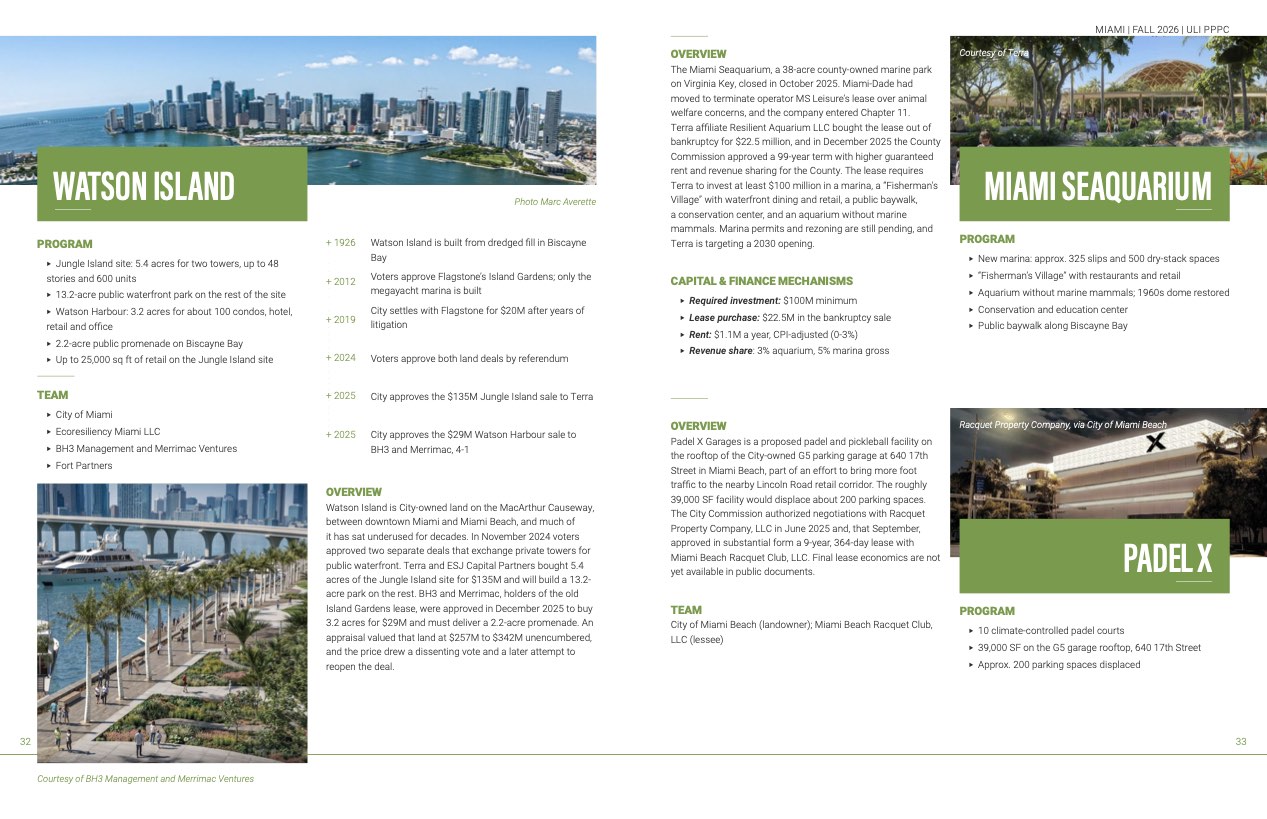 WATSON ISLAND
Photo Marc Averette
PROGRAM
‣ Jungle Island site: 5.4 acres for two towers, up to 48
stories and 600 units
‣ 13.2-acre public waterfront park on the rest of the site
‣ Watson Harbour: 3.2 acres for about 100 condos, hotel,
retail and office
‣ 2.2-acre public promenade on Biscayne Bay
‣ Up to 25,000 sq ft of retail on the Jungle Island site
TEAM
‣ City of Miami
‣ Ecoresiliency Miami LLC
‣ BH3 Management and Merrimac Ventures
‣ Fort Partners
Courtesy of BH3 Management and Merrimac Ventures
32
+ 1926 Watson Island is built from dredged fill in Biscayne
Bay
+ 2012 Voters approve Flagstone's Island Gardens; only the
megayacht marina is built
+ 2019 City settles with Flagstone for $20M after years of
litigation
+ 2024 Voters approve both land deals by referendum
+ 2025 City approves the $135M Jungle Island sale to Terra
+ 2025 City approves the $29M Watson Harbour sale to
BH3 and Merrimac, 4-1
OVERVIEW
Watson Island is City-owned land on the MacArthur Causeway,
between downtown Miami and Miami Beach, and much of
it has sat underused for decades. In November 2024 voters
approved two separate deals that exchange private towers for
public waterfront. Terra and ESJ Capital Partners bought 5.4
acres of the Jungle Island site for $135M and will build a 13.2-
acre park on the rest. BH3 and Merrimac, holders of the old
Island Gardens lease, were approved in December 2025 to buy
3.2 acres for $29M and must deliver a 2.2-acre promenade. An
appraisal valued that land at $257M to $342M unencumbered,
and the price drew a dissenting vote and a later attempt to
reopen the deal.
MIAMI | FALL 2026 | ULI PPPC
OVERVIEW
The Miami Seaquarium, a 38-acre county-owned marine park
on Virginia Key, closed in October 2025. Miami-Dade had
moved to terminate operator MS Leisure's lease over animal
welfare concerns, and the company entered Chapter 11.
Terra affiliate Resilient Aquarium LLC bought the lease out of
bankruptcy for $22.5 million, and in December 2025 the County
Commission approved a 99-year term with higher guaranteed
rent and revenue sharing for the County. The lease requires
Terra to invest at least $100 million in a marina, a "Fisherman's
Village" with waterfront dining and retail, a public baywalk,
a conservation center, and an aquarium without marine
mammals. Marina permits and rezoning are still pending, and
Terra is targeting a 2030 opening.
CAPITAL & FINANCE MECHANISMS
‣ Required investment: $100M minimum
‣ Lease purchase: $22.5M in the bankruptcy sale
‣ Rent: $1.1M a year, CPI-adjusted (0-3%)
‣ Revenue share: 3% aquarium, 5% marina gross
Courtesy of Terra
MIAMI SEAQUARIUM
PROGRAM
‣ New marina: approx. 325 slips and 500 dry-stack spaces
‣ "Fisherman's Village" with restaurants and retail
‣ Aquarium without marine mammals; 1960s dome restored
‣ Conservation and education center
‣ Public baywalk along Biscayne Bay
OVERVIEW
Padel X Garages is a proposed padel and pickleball facility on
the rooftop of the City-owned G5 parking garage at 640 17th
Street in Miami Beach, part of an effort to bring more foot
traffic to the nearby Lincoln Road retail corridor. The roughly
39,000 SF facility would displace about 200 parking spaces.
The City Commission authorized negotiations with Racquet
Property Company, LLC in June 2025 and, that September,
approved in substantial form a 9-year, 364-day lease with
Miami Beach Racquet Club, LLC. Final lease economics are not
yet available in public documents.
TEAM
City of Miami Beach (landowner); Miami Beach Racquet Club,
LLC (lessee)
Racquet Property Company, via City of Miami Beach
X
PADEL X
PROGRAM
‣ 10 climate-controlled padel courts
‣ 39,000 SF on the G5 garage rooftop, 640 17th Street
‣ Approx. 200 parking spaces displaced
33